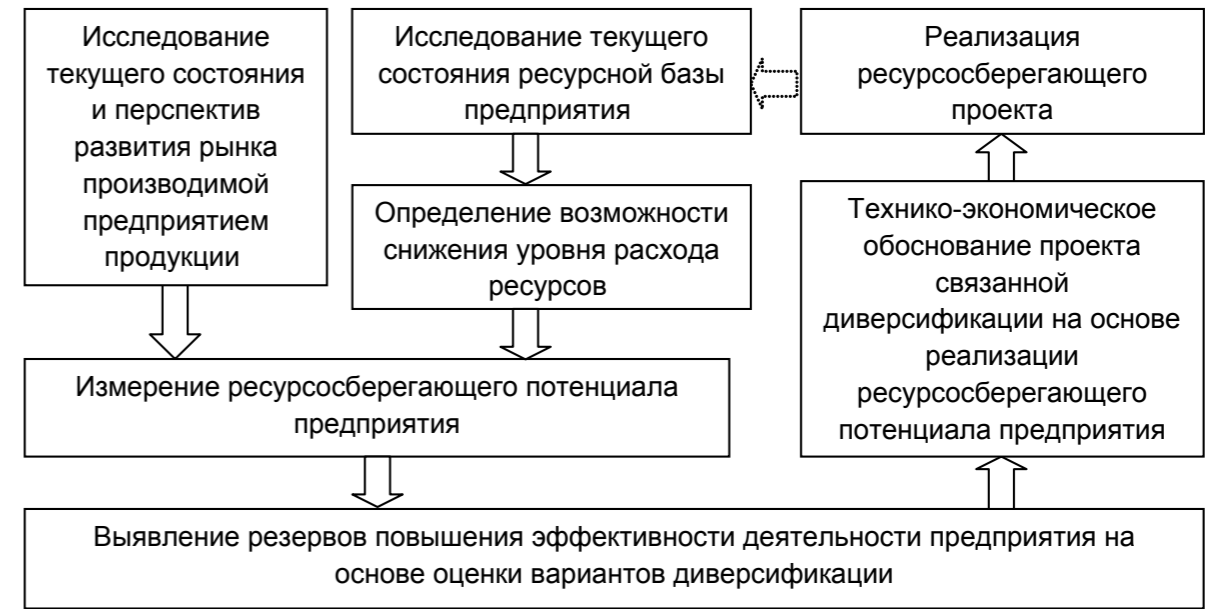 Исследование
текущего состояния
и перспектив
развития рынка
производимой
предприятием
продукции
Исследование текущего
состояния ресурсной базы
предприятия
Реализация
ресурсосберегающего
проекта
Определение возможности
снижения уровня расхода
ресурсов
Технико-экономическое
обоснование проекта
связанной
диверсификации на основе
реализации
ресурсосберегающего
потенциала предприятия
Измерение ресурсосберегающего потенциала
предприятия
Выявление резервов повышения эффективности деятельности предприятия на
основе оценки вариантов диверсификации